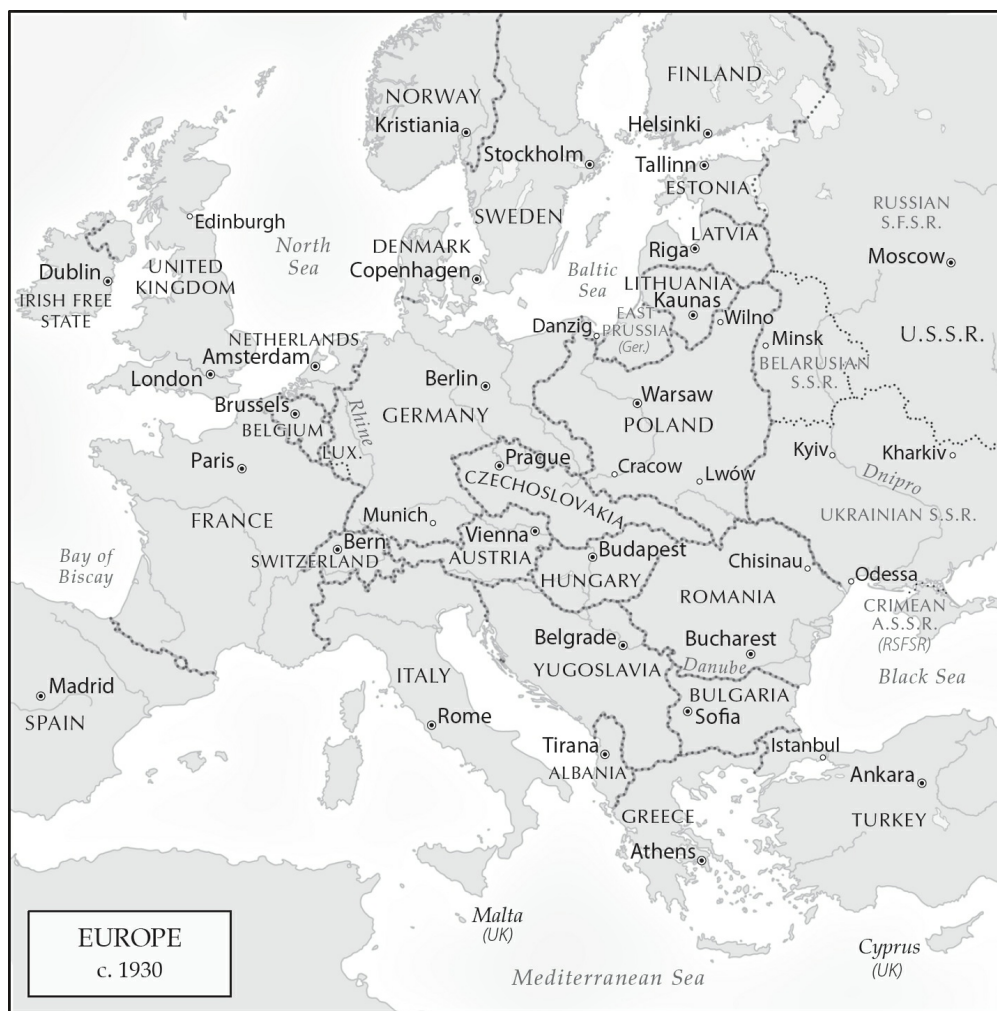 FINLAND
NORWAY
Kristiania
Helsinki
Stockholm
Tallinn
ESTONIA
RUSSIAN
S.F.S.R.
Edinburgh
SWEDEN
North
Sea
LATVIA
DENMARK
Riga
Moscow
Dublin
UNITED
KINGDOM
Copenhagen
Baltic
Sea
LITHUANIA
IRISH FREE
STATE
Kaunas
EAST
PRUSSIA
(Ger.)
Wilno
Danzig
Minsk
U.S.S.R.
NETHERLANDS
Amsterdam
BELARUSIAN
S.S.R.
London
Berlin
Warsaw
Brussels
BELGIUM
Rhine
GERMANY
POLAND
LUX.
Kyiv
Kharkiv
Paris
Prague
Cracow
Lwów
CZECHOSLOVAKIA
Dnipro
FRANCE
Munich
UKRAINIAN S.S.R.
Vienna
Bern
SWITZERLAND
AUSTRIA
Budapest
Bay of
Biscay
Chisinau
HUNGARY
Odessa
ROMANIA
CRIMEAN
A.S.S.R.
(RSFSR)
Belgrade
Bucharest
YUGOSLAVIA
Danube
Black Sea
ITALY
Madrid
BULGARIA
SPAIN
Rome
Sofia
Tirana
Istanbul
ALBANIA
Ankara
GREECE
TURKEY
Athens
Malta
(UK)
EUROPE
c. 1930
Cyprus
(UK)
Mediterranean Sea